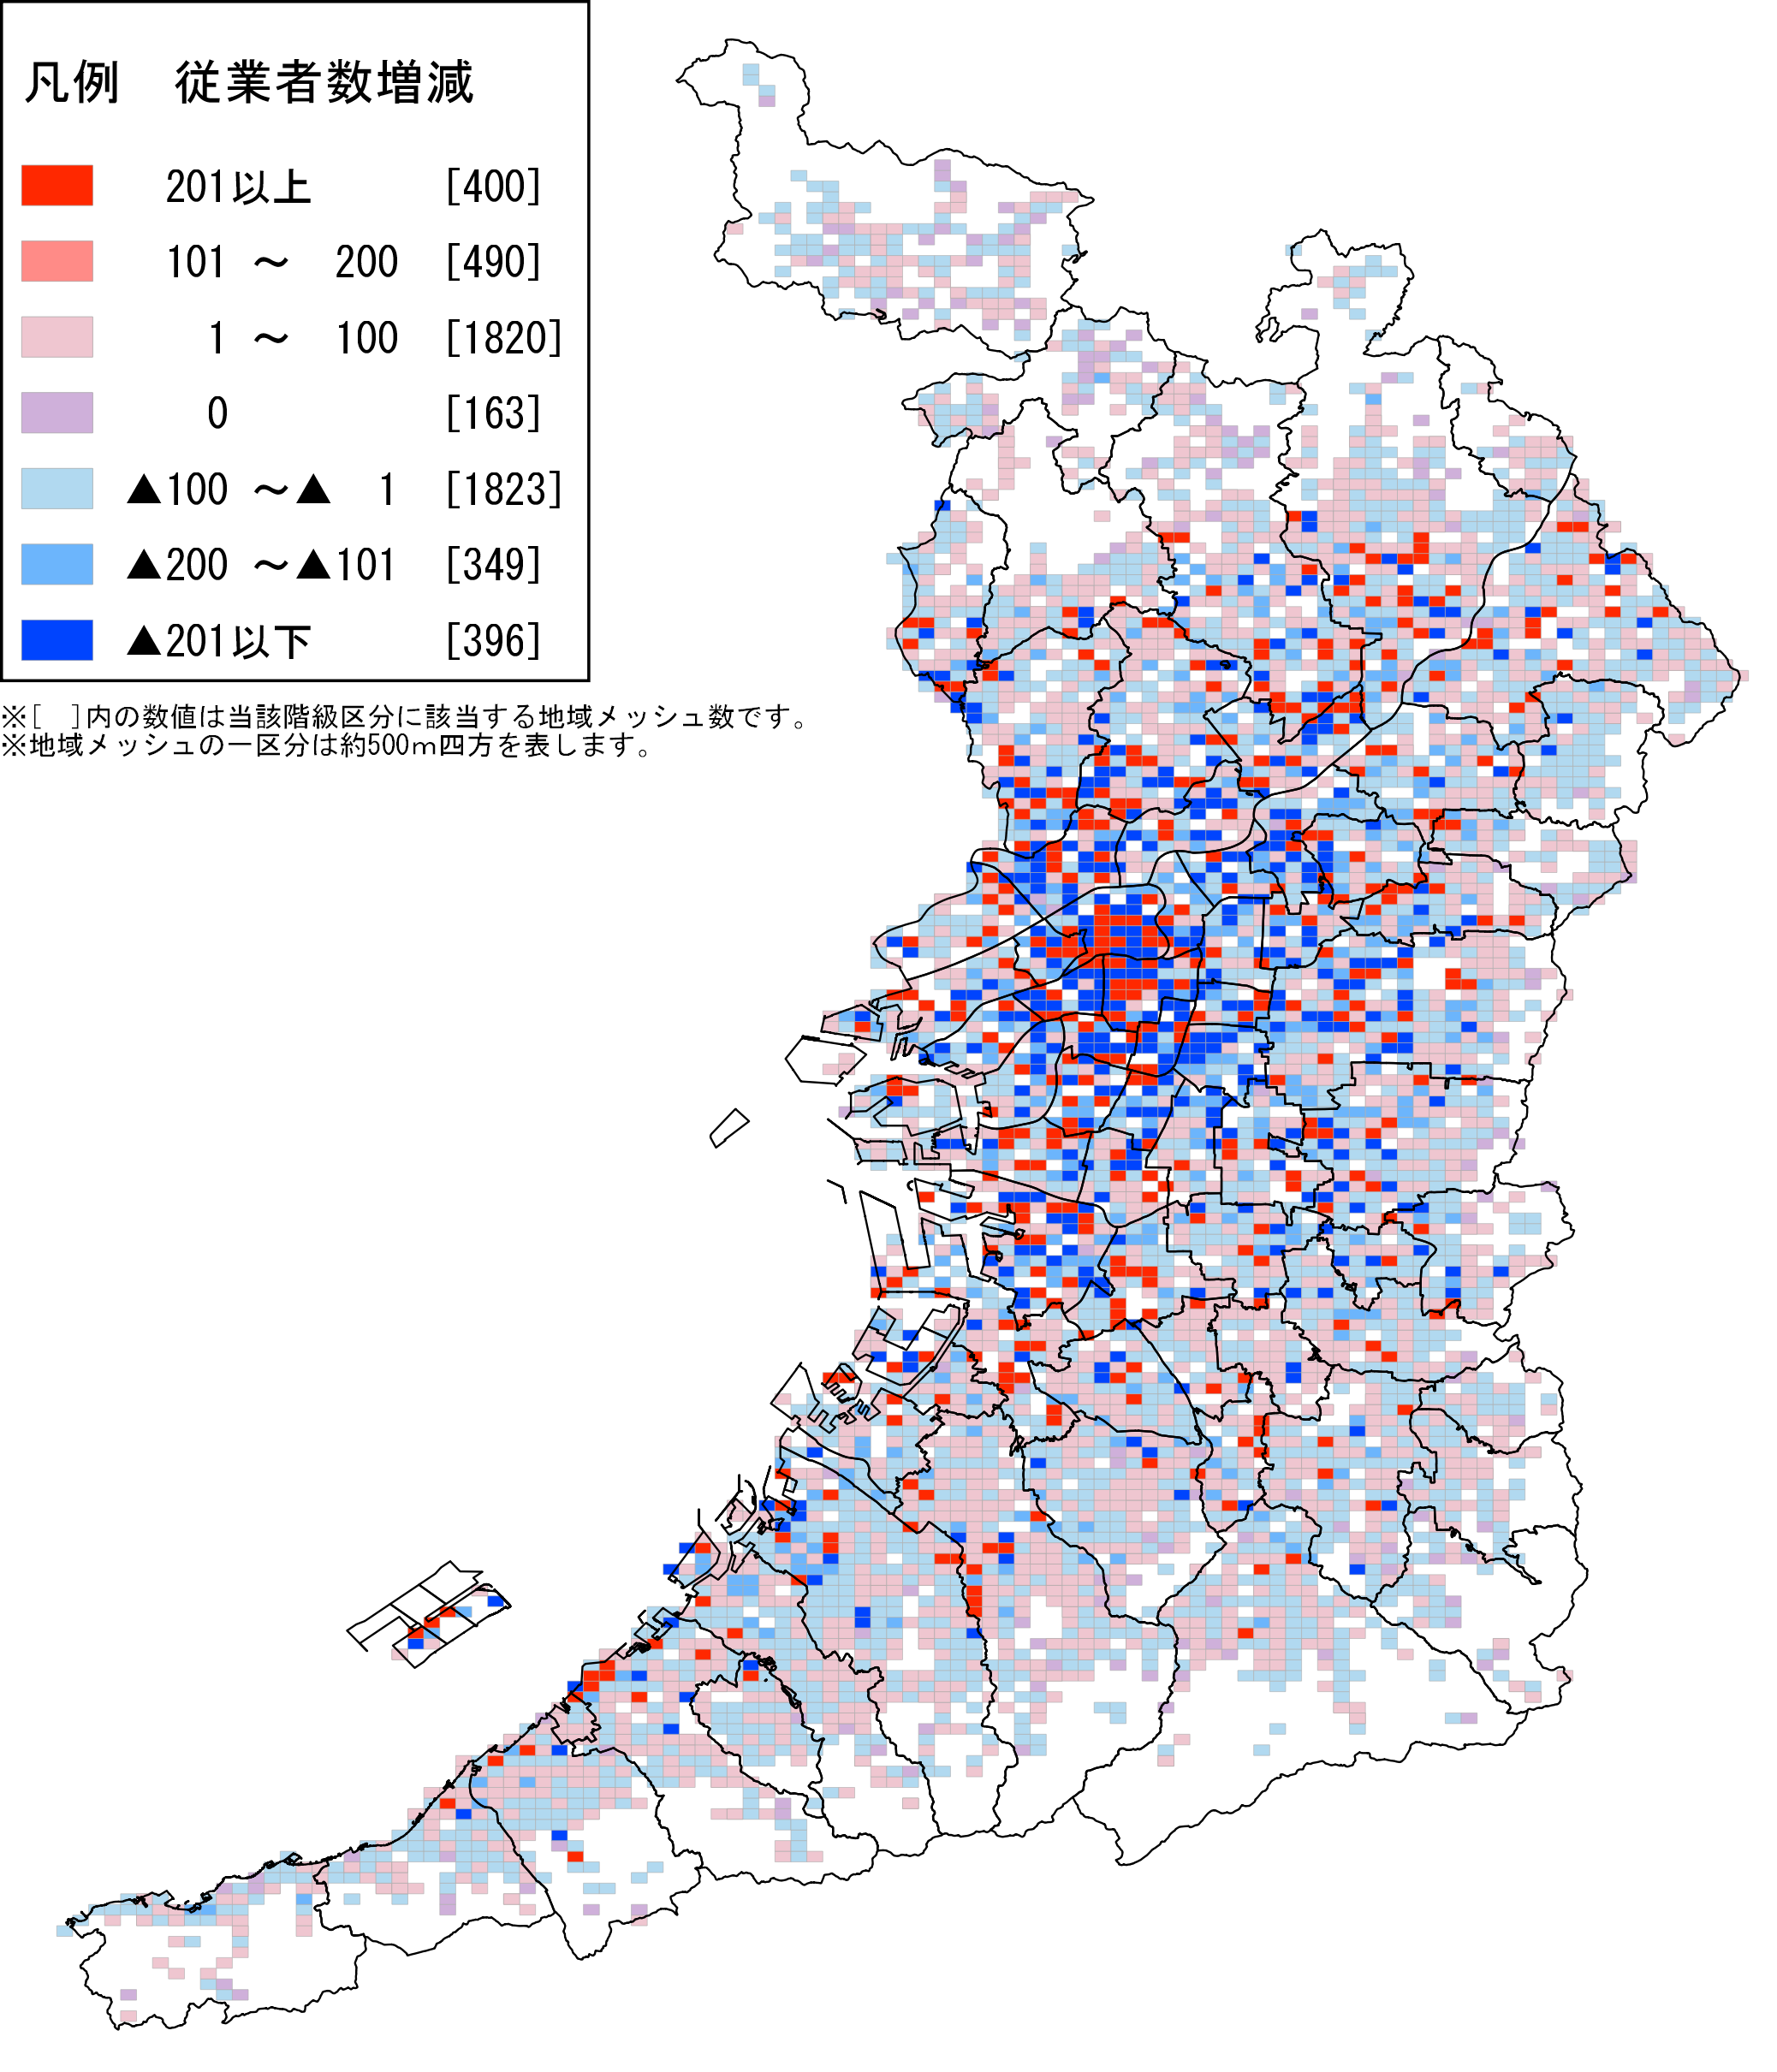 凡例　従業者数増減
201以上 [400]
101 ～ 200 [490]
1 ～ 100 [1820]
0 [163]
▲100 ～▲ 1 [1823]
▲200 ～▲101 [349]
▲201以下 [396]
※[　]内の数値は当該階級区分に該当する地域メッシュ数です。
※地域メッシュの一区分は約500m四方を表します。